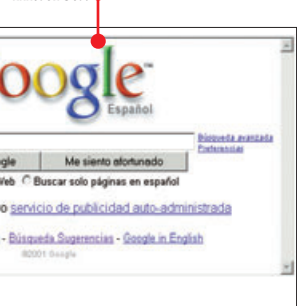 oogle™
Español
Búsqueda avanzada
Preferencias
gle Me siento afortunado
Web Buscar solo páginas en español
o servicio de publicidad auto-administrada
- Búsqueda Sugerencias - Google in English
©2001 Google